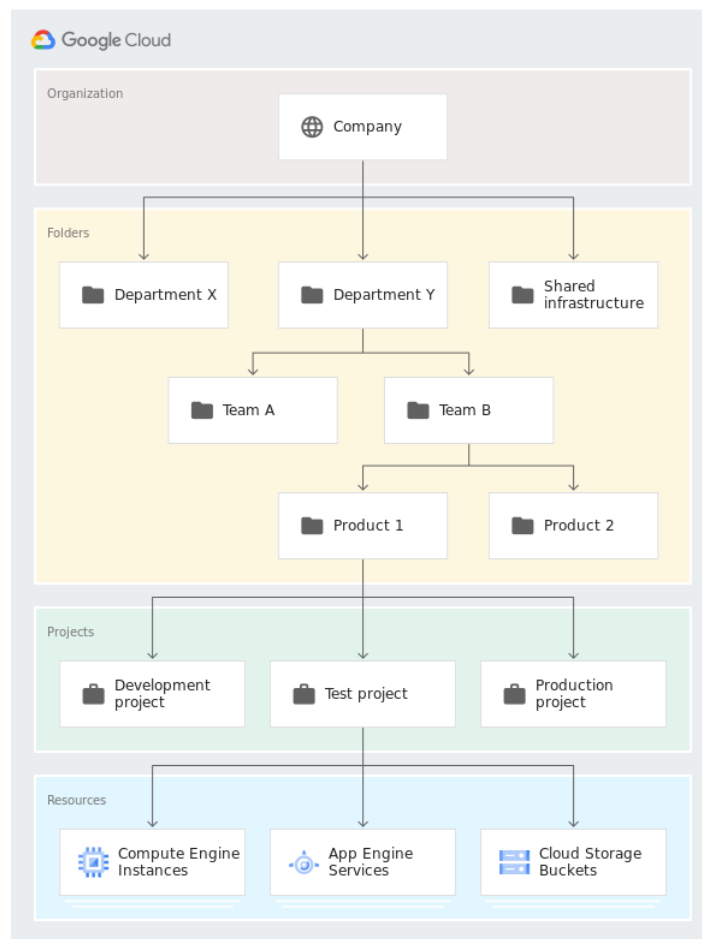 Google Cloud
Organization
Company
Folders
Department X
Department Y
Shared
infrastructure
Team A
Team B
Product 1
Product 2
Projects
Development
project
Test project
Production
project
Resources
Compute Engine
Instances
App Engine
Services
Cloud Storage
Buckets